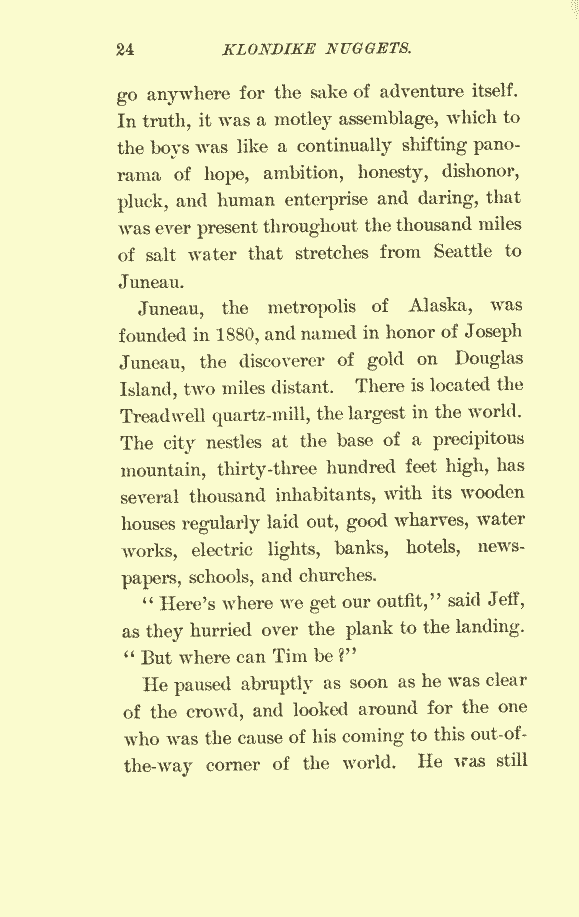 24 KLONDIKE NUGGETS.
go anywhere for the sake of adventure itself.
In truth, it was a motley assemblage, which to
the boys was like a continually shifting pano-
rama of hope, ambition, honesty, dishonor,
pluck, and human enterprise and daring, that
was ever present throughout the thousand miles
of salt water that stretches from Seattle to
Juneau.
Juneau, the metropolis of Alaska, was
founded in 1880, and named in honor of Joseph
Juneau, the discoverer of gold on Douglas
Island, two miles distant. There is located the
Treadwell quartz-mill, the largest in the world.
The city nestles at the base of a precipitous
mountain, thirty-three hundred feet high, has
several thousand inhabitants, with its wooden
houses regularly laid out, good wharves, water
works, electric lights, banks, hotels, news-
papers, schools, and churches.
“ Here’s where we get our outfit,” said Jeff,
as they hurried over the plank to the landing.
“ But where can Tim be ?”
He paused abruptly as soon as he was clear
of the crowd, and looked around for the one
who was the cause of his coming to this out-of-
the-way corner of the world. He was still